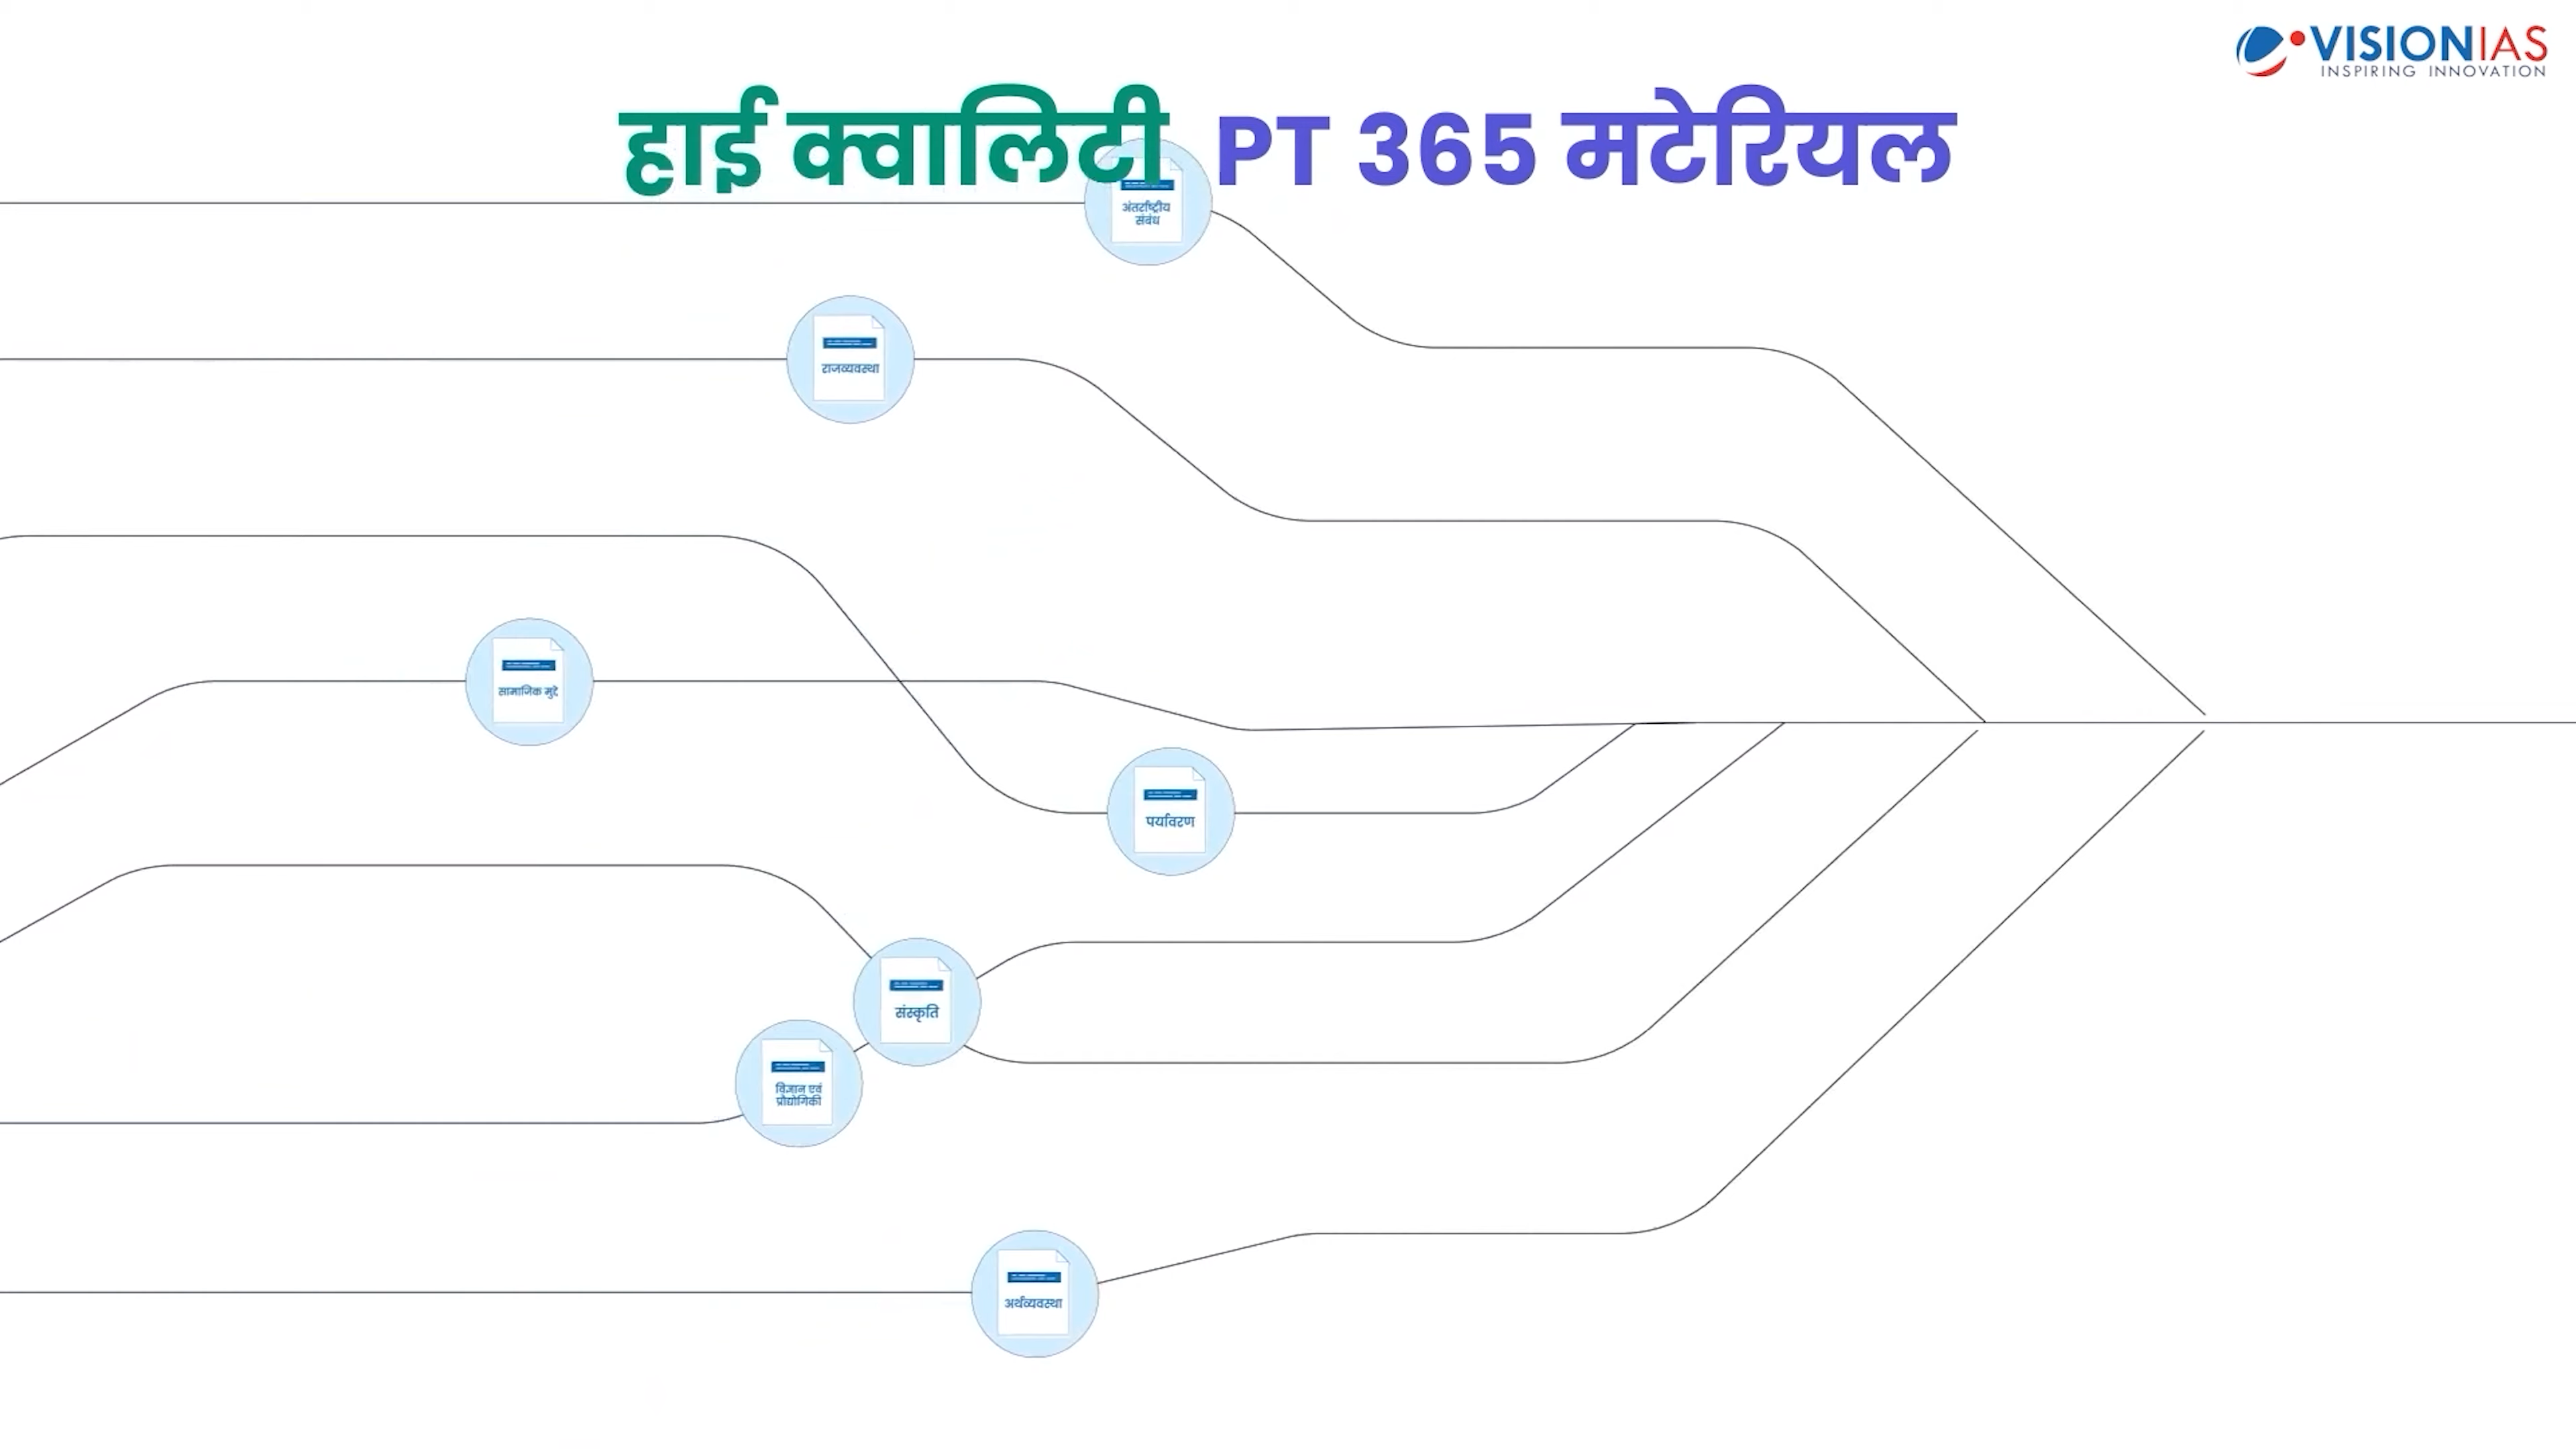 VISIONIAS
INSPIRING INNOVATION
हाई क्वालिटी PT 365 मटेरियल
अंतर्राष्ट्रीय
संबंध
राजव्यवस्था
सामाजिक मुद्दे
पर्यावरण
संस्कृति
विज्ञान एवं
प्रौद्योगिकी
अर्थव्यवस्था